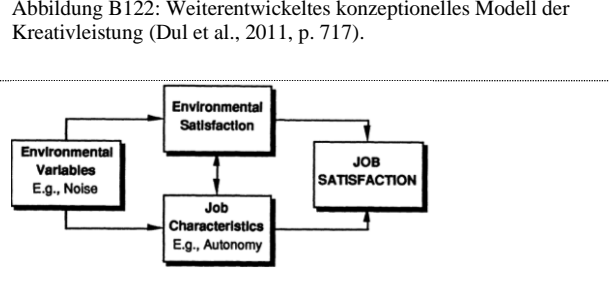 Abbildung B122: Weiterentwickeltes konzeptionelles Modell der
Kreativleistung (Dul et al., 2011, p. 717).
Environmental
Satisfaction
Environmental
Variables
E.g., Noise
JOB
SATISFACTION
Job
Characteristics
E.g., Autonomy